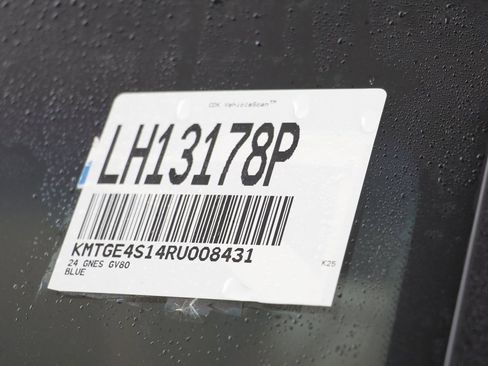 CDK VehicleScan™
LH13178P
KMTGE4S14RU008431
24 GNES GV80
BLUE
K25